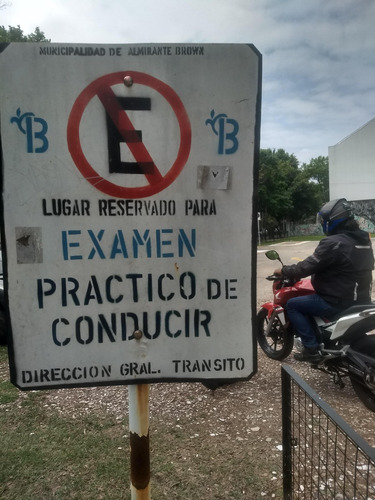 MUNICIPALIDAD DE ALMIRANTE BROWN
E
B B
LUGAR RESERVADO PARA
EXAMEN
PRACTICO DE
CONDUCIR
DIRECCION GRAL. TRANSITO